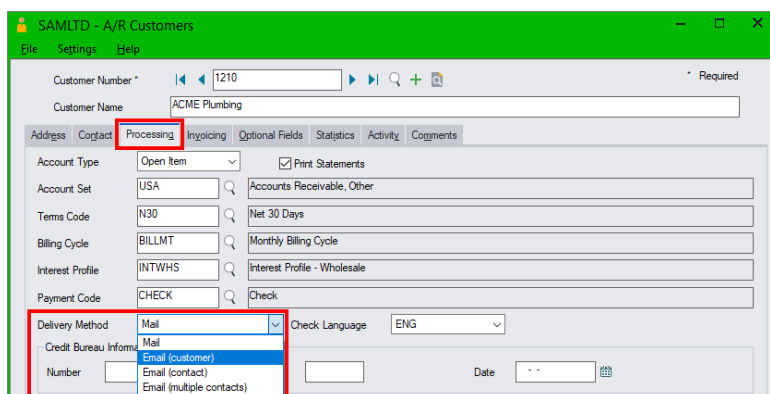 SAMLTD - A/R Customers
File Settings Help
Customer Number * 1210 * Required
Customer Name ACME Plumbing
Address Contact Processing Invoicing Optional Fields Statistics Activity Comments
Account Type Open Item Print Statements
Account Set USA Accounts Receivable, Other
Terms Code N30 Net 30 Days
Billing Cycle BILLMT Monthly Billing Cycle
Interest Profile INTWHS Interest Profile - Wholesale
Payment Code CHECK Check
Delivery Method Mail Check Language ENG
Mail
Credit Bureau
Email (customer)
Number Email (contact) Date - -
Email (multiple contacts)